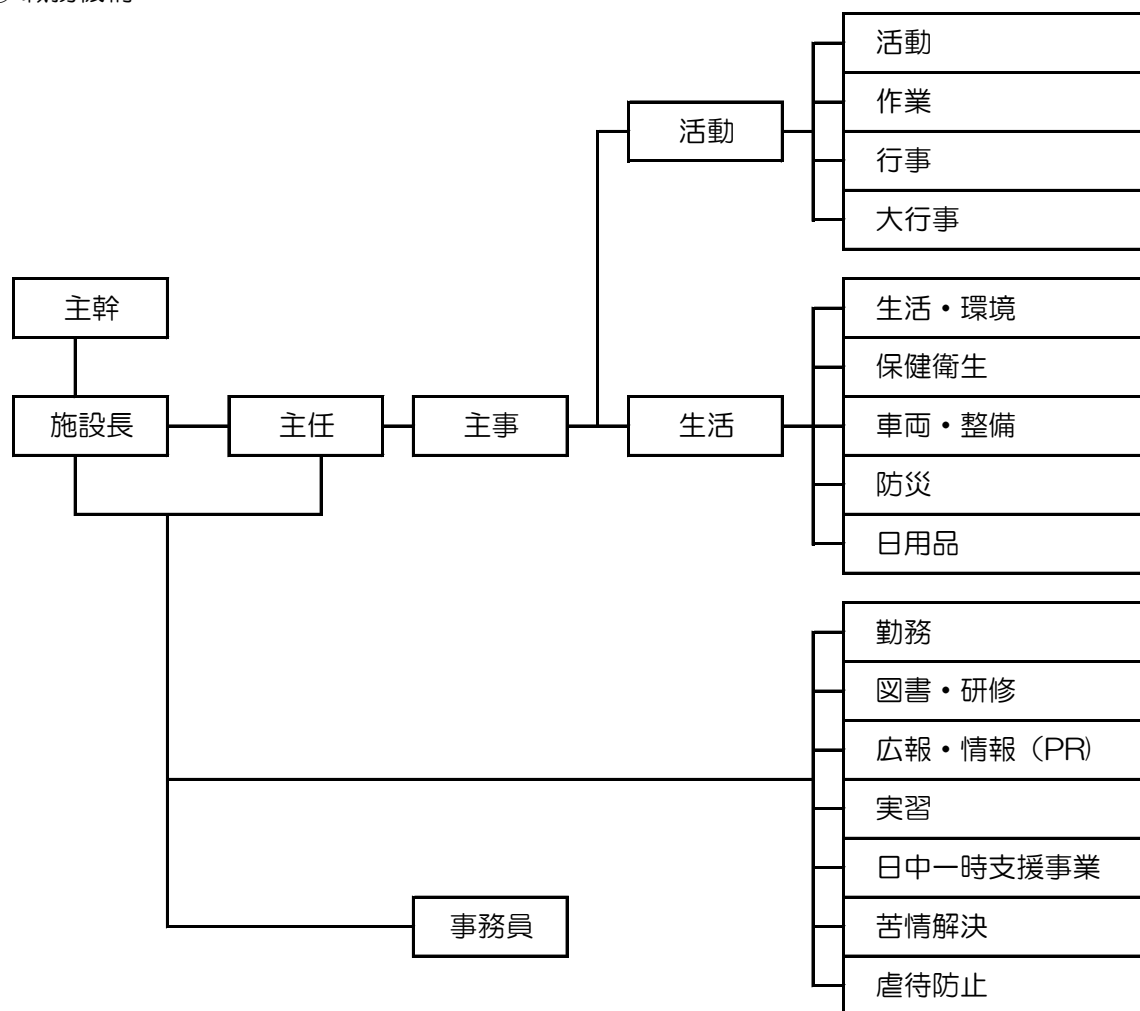 活動
作業
活動
行事
大行事
主幹
生活・環境
保健衛生
施設長
主任
主事
生活
車両・整備
防災
日用品
勤務
図書・研修
広報・情報（PR)
実習
日中一時支援事業
事務員
苦情解決
虐待防止